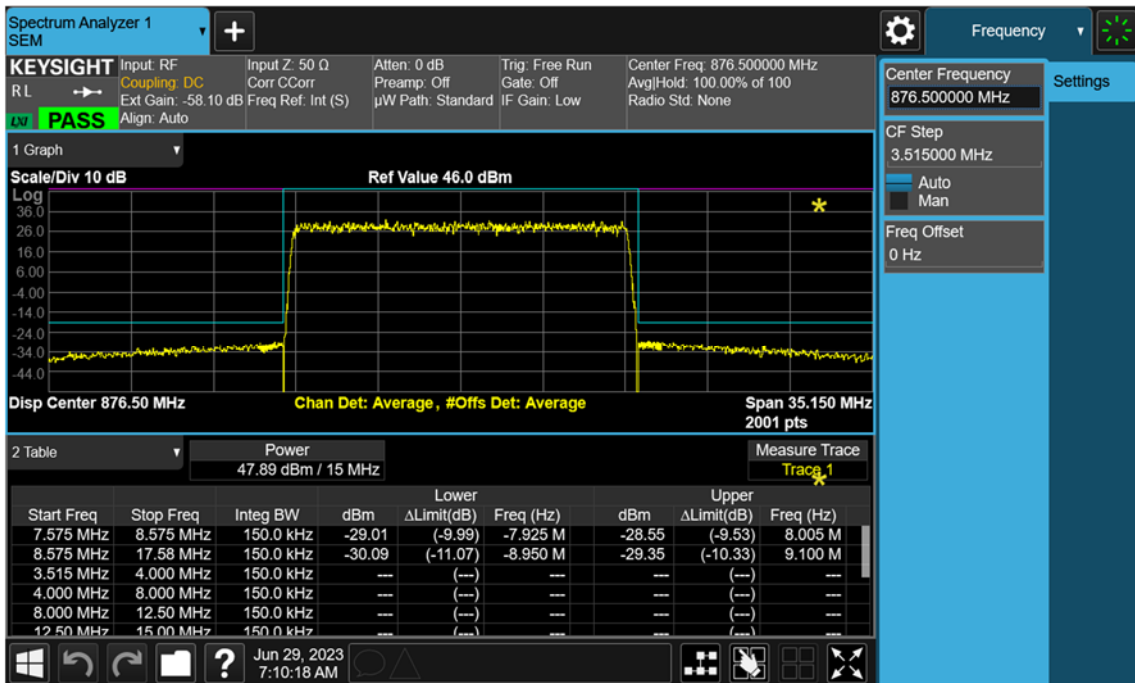 Spectrum Analyzer 1
SEM
+
Frequency
KEYSIGHT
RL
LXI PASS
Input: RF
Coupling: DC
Ext Gain: -58.10 dB
Align: Auto
Input Z: 50 Ω
Corr CCorr
Freq Ref: Int (S)
Atten: 0 dB
Preamp: Off
µW Path: Standard
Trig: Free Run
Gate: Off
IF Gain: Low
Center Freq: 876.500000 MHz
Avg|Hold: 100.00% of 100
Radio Std: None
Center Frequency
876.500000 MHz
Settings
CF Step
3.515000 MHz
Auto
Man
Freq Offset
0 Hz
1 Graph
Scale/Div 10 dB Ref Value 46.0 dBm
Log
36.0
26.0
16.0
6.00
-4.00
-14.0
-24.0
-34.0
-44.0
*
Disp Center 876.50 MHz Chan Det: Average, #Offs Det: Average Span 35.150 MHz
2001 pts
2 Table
Power
47.89 dBm / 15 MHz
Measure Trace
Trace 1
*
Lower Upper
Start Freq Stop Freq Integ BW dBm ΔLimit(dB) Freq (Hz) dBm ΔLimit(dB) Freq (Hz)
7.575 MHz 8.575 MHz 150.0 kHz -29.01 (-9.99) -7.925 M -28.55 (-9.53) 8.005 M
8.575 MHz 17.58 MHz 150.0 kHz -30.09 (-11.07) -8.950 M -29.35 (-10.33) 9.100 M
3.515 MHz 4.000 MHz 150.0 kHz --- (---) --- --- (---) ---
4.000 MHz 8.000 MHz 150.0 kHz --- (---) --- --- (---) ---
8.000 MHz 12.50 MHz 150.0 kHz --- (---) --- --- (---) ---
12.50 MHz 15.00 MHz 150.0 kHz --- (---) --- --- (---) ---
?
Jun 29, 2023
7:10:18 AM